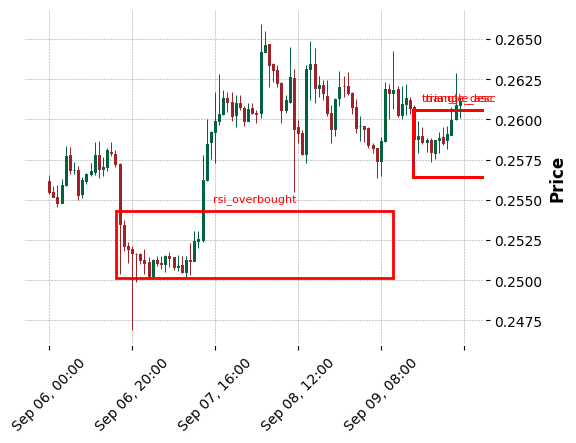 0.2650
0.2625
triangle_desc
0.2600
0.2575
Price
rsi_overbought
0.2550
0.2525
0.2500
0.2475
Sep 06, 00:00
Sep 06, 20:00
Sep 07, 16:00
Sep 08, 12:00
Sep 09, 08:00